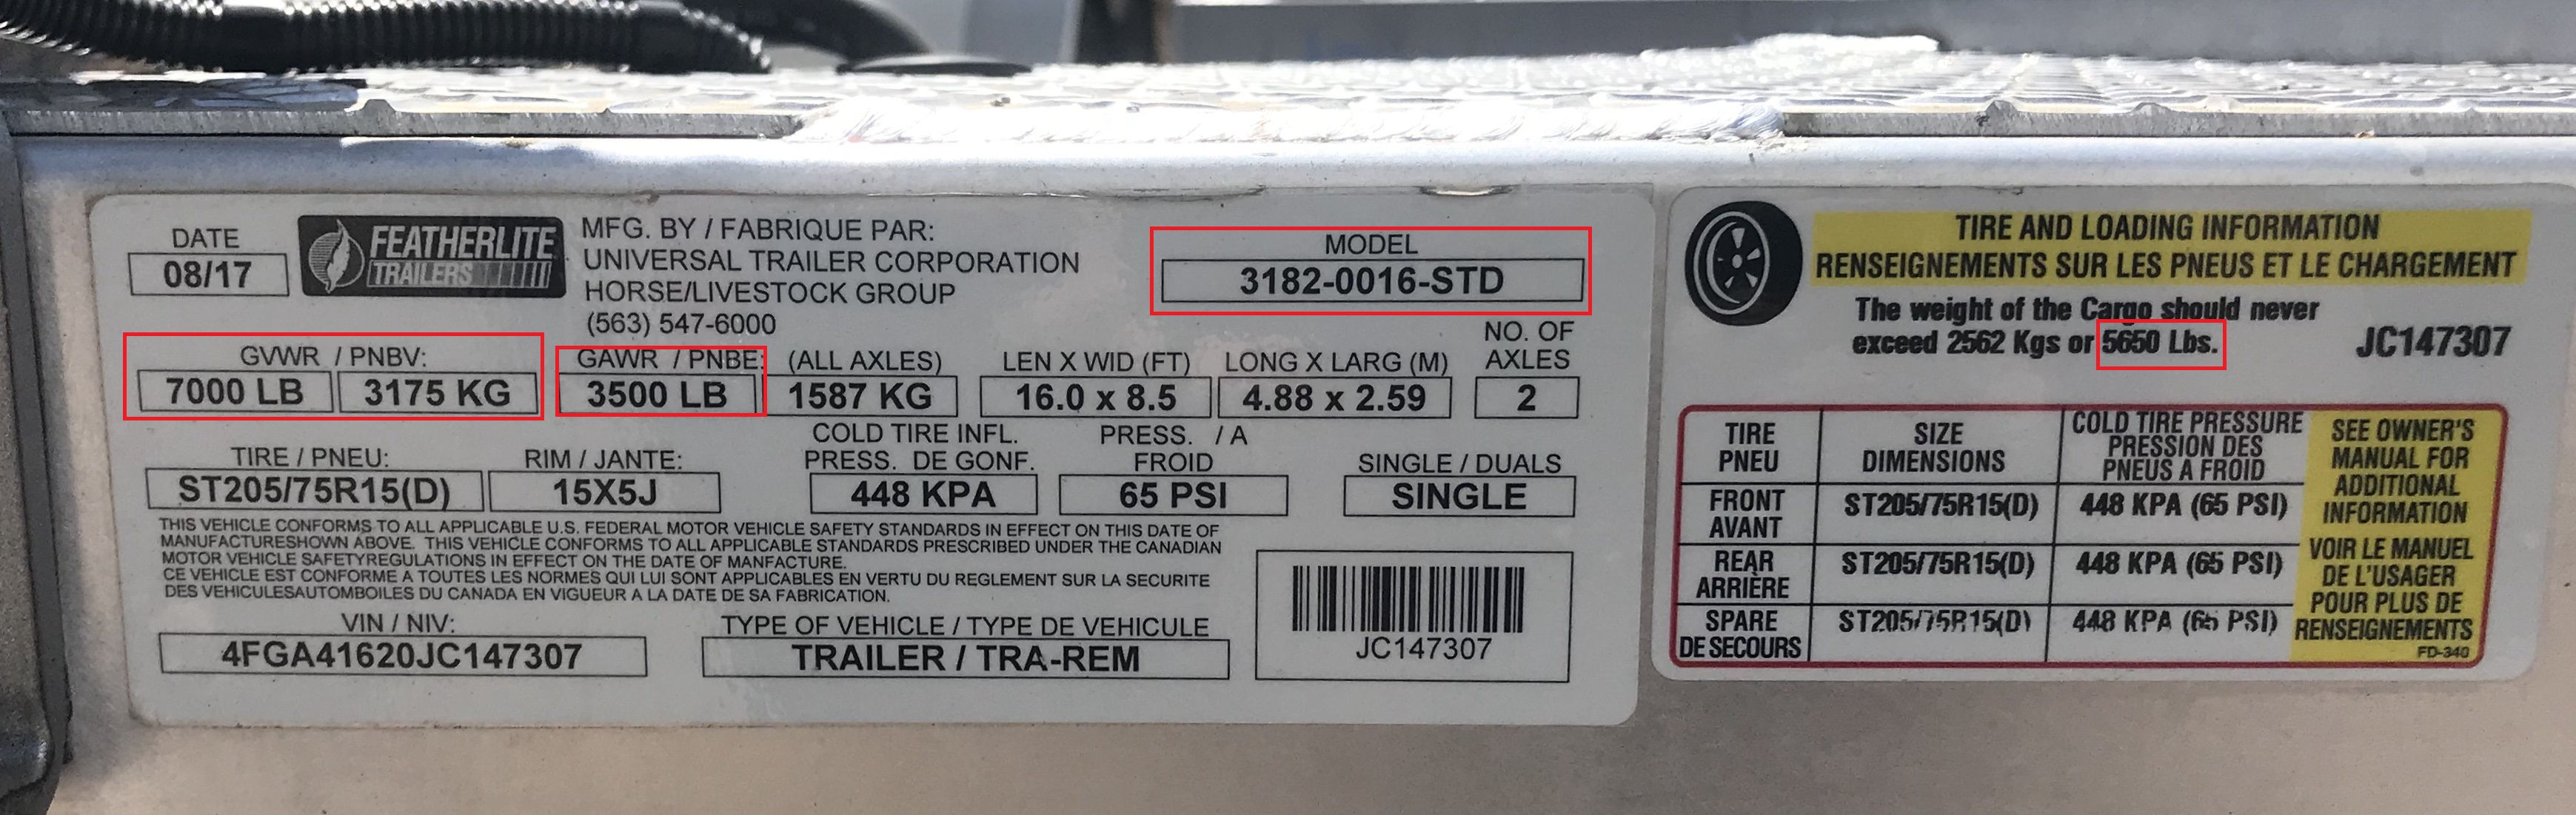 DATE
08/17
FEATHERLITE
TRAILERS
MFG. BY / FABRIQUE PAR:
UNIVERSAL TRAILER CORPORATION
HORSE/LIVESTOCK GROUP
(563) 547-6000
MODEL
3182-0016-STD
GVWR / PNBV:
7000 LB 3175 KG
GAWR / PNBE: (ALL AXLES)
3500 LB 1587 KG
LEN X WID (FT)
16.0 x 8.5
LONG X LARG (M)
4.88 x 2.59
NO. OF
AXLES
2
TIRE / PNEU:
ST205/75R15(D)
RIM / JANTE:
15X5J
COLD TIRE INFL. PRESS. / A
PRESS. DE GONF. FROID
448 KPA 65 PSI
SINGLE / DUALS
SINGLE
THIS VEHICLE CONFORMS TO ALL APPLICABLE U.S. FEDERAL MOTOR VEHICLE SAFETY STANDARDS IN EFFECT ON THIS DATE OF
MANUFACTURESHOWN ABOVE. THIS VEHICLE CONFORMS TO ALL APPLICABLE STANDARDS PRESCRIBED UNDER THE CANADIAN
MOTOR VEHICLE SAFETYREGULATIONS IN EFFECT ON THE DATE OF MANFACTURE.
CE VEHICLE EST CONFORME A TOUTES LES NORMES QUI LUI SONT APPLICABLES EN VERTU DU REGLEMENT SUR LA SECURITE
DES VEHICULESAUTOMBOILES DU CANADA EN VIGUEUR A LA DATE DE SA FABRICATION.
VIN / NIV:
4FGA41620JC147307
TYPE OF VEHICLE / TYPE DE VEHICULE
TRAILER / TRA-REM
JC147307
TIRE AND LOADING INFORMATION
RENSEIGNEMENTS SUR LES PNEUS ET LE CHARGEMENT
The weight of the Cargo should never
exceed 2562 Kgs or 5650 Lbs.
JC147307
TIRE
PNEU
SIZE
DIMENSIONS
COLD TIRE PRESSURE
PRESSION DES
PNEUS A FROID
FRONT
AVANT
ST205/75R15(D) 448 KPA (65 PSI)
REAR
ARRIÈRE
ST205/75R15(D) 448 KPA (65 PSI)
SPARE
DE SECOURS
ST205/75R15(D) 448 KPA (65 PSI)
SEE OWNER'S
MANUAL FOR
ADDITIONAL
INFORMATION
VOIR LE MANUEL
DE L'USAGER
POUR PLUS DE
RENSEIGNEMENTS
FD-340